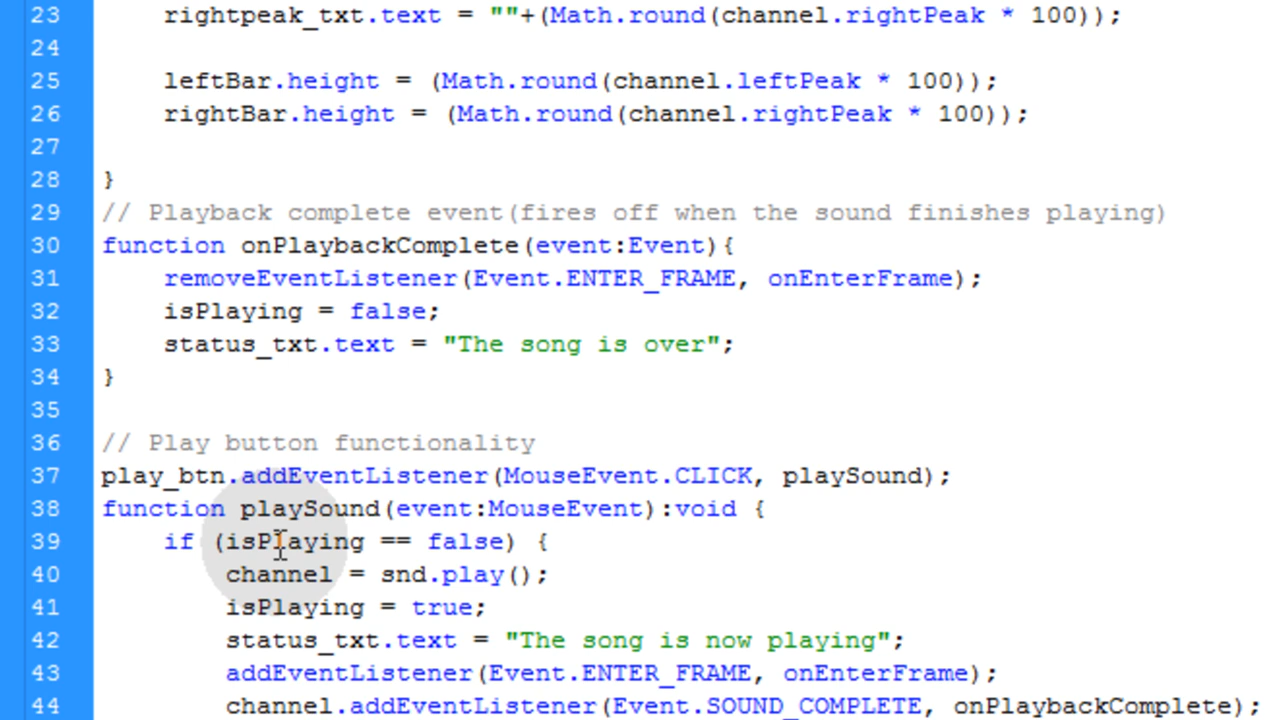 23 rightpeak_txt.text = ""+(Math.round(channel.rightPeak * 100));
24
25 leftBar.height = (Math.round(channel.leftPeak * 100));
26 rightBar.height = (Math.round(channel.rightPeak * 100));
27
28 }
29 // Playback complete event(fires off when the sound finishes playing)
30 function onPlaybackComplete(event:Event){
31 removeEventListener(Event.ENTER_FRAME, onEnterFrame);
32 isPlaying = false;
33 status_txt.text = "The song is over";
34 }
35
36 // Play button functionality
37 play_btn.addEventListener(MouseEvent.CLICK, playSound);
38 function playSound(event:MouseEvent):void {
39 if (isPlaying == false) {
40 channel = snd.play();
41 isPlaying = true;
42 status_txt.text = "The song is now playing";
43 addEventListener(Event.ENTER_FRAME, onEnterFrame);
44 channel.addEventListener(Event.SOUND_COMPLETE, onPlaybackComplete);